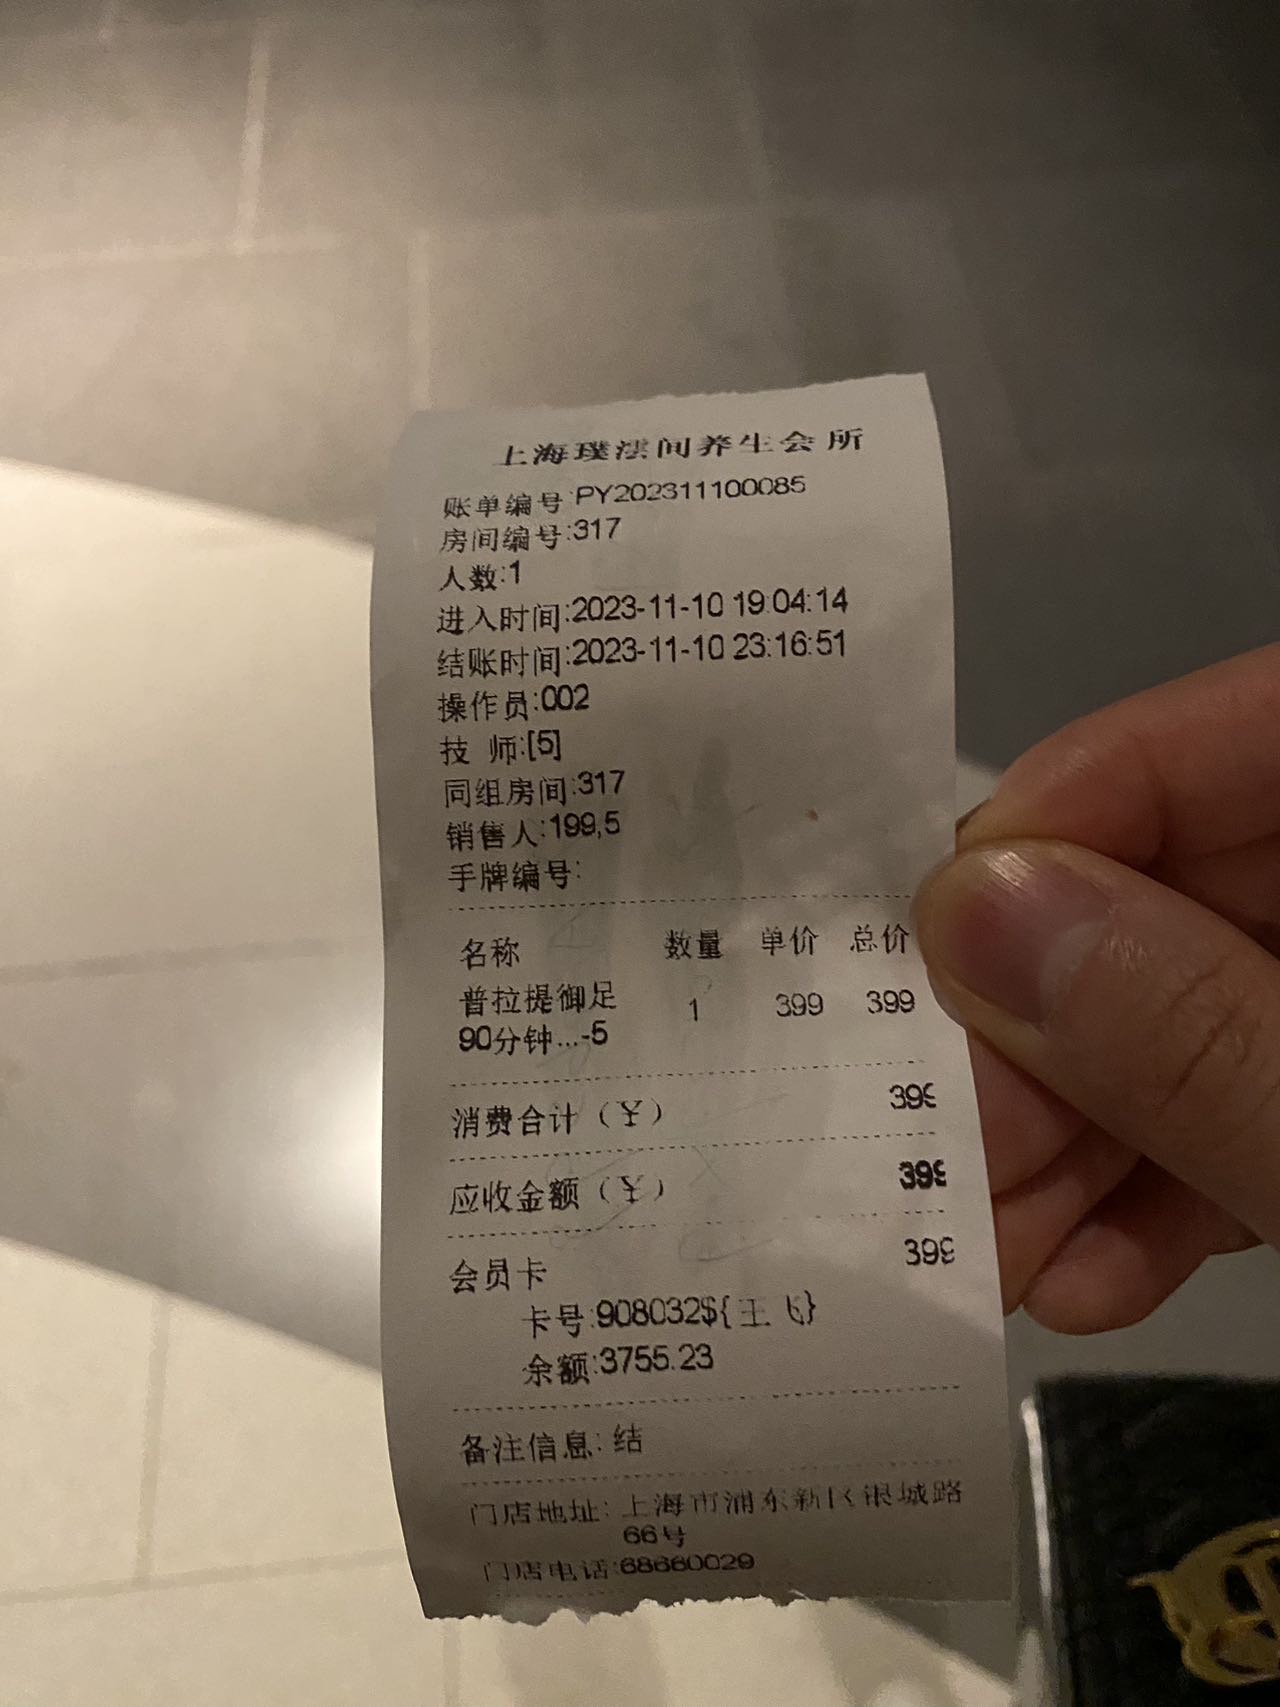 上海璞澐间养生会所
账单编号:PY202311100085
房间编号:317
人数:1
进入时间:2023-11-10 19:04:14
结账时间:2023-11-10 23:16:51
操作员:002
技 师:[5]
同组房间:317
销售人:199,5
手牌编号:
名称 数量 单价 总价
普拉提御足 1 399 399
90分钟...-5
消费合计(¥) 399
应收金额(¥) 399
会员卡 399
卡号:908032${王飞}
余额:3755.23
备注信息:结
门店地址:上海市浦东新区银城路
66号
门店电话:68660029